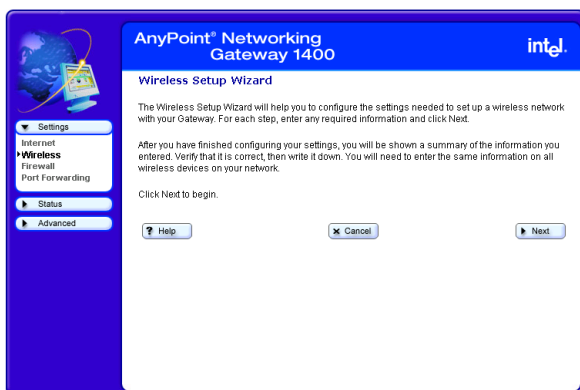 AnyPoint® Networking
Gateway 1400
intel.
Settings
Internet
Wireless
Firewall
Port Forwarding
Status
Advanced
Wireless Setup Wizard
The Wireless Setup Wizard will help you to configure the settings needed to set up a wireless network
with your Gateway. For each step, enter any required information and click Next.
After you have finished configuring your settings, you will be shown a summary of the information you
entered. Verify that it is correct, then write it down. You will need to enter the same information on all
wireless devices on your network.
Click Next to begin.
? Help
Cancel
Next